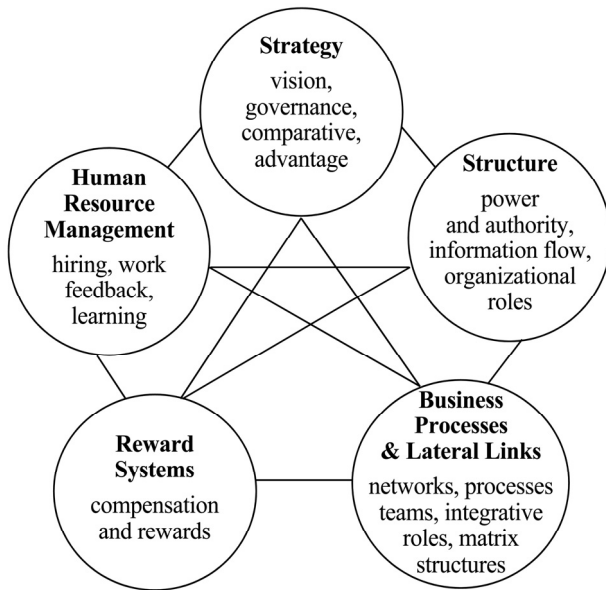 Strategy
vision,
governance,
comparative,
advantage
Structure
power
and authority,
information flow,
organizational
roles
Human
Resource
Management
hiring, work
feedback,
learning
Reward
Systems
compensation
and rewards
Business
Processes
& Lateral Links
networks, processes
teams, integrative
roles, matrix
structures